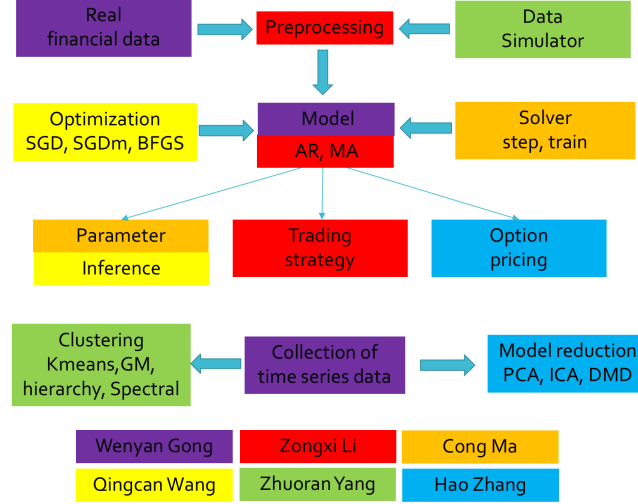 Real
financial data
Preprocessing
Data
Simulator
Optimization
SGD, SGDm, BFGS
Model
AR, MA
Solver
step, train
Parameter
Inference
Trading
strategy
Option
pricing
Clustering
Kmeans,GM,
hierarchy, Spectral
Collection of
time series data
Model reduction
PCA, ICA, DMD
Wenyan Gong
Zongxi Li
Cong Ma
Qingcan Wang
Zhuoran Yang
Hao Zhang